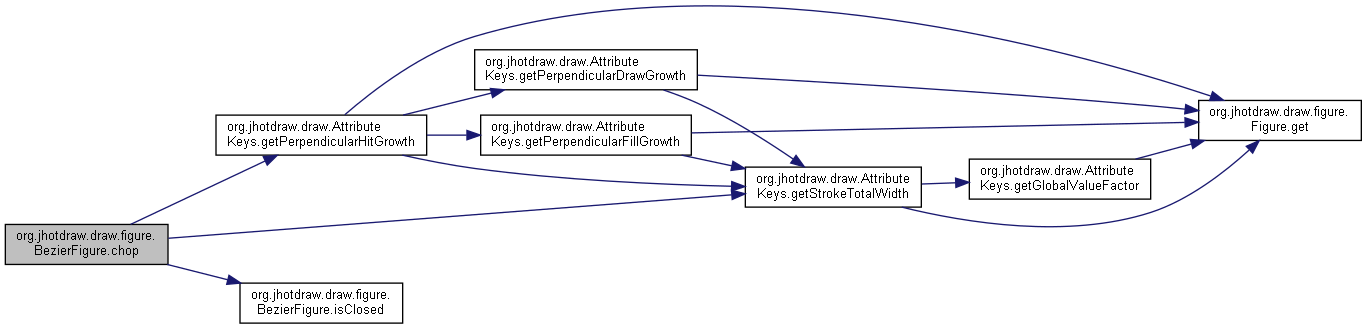 org.jhotdraw.draw.figure.
BezierFigure.chop
org.jhotdraw.draw.Attribute
Keys.getPerpendicularHitGrowth
org.jhotdraw.draw.figure.
BezierFigure.isClosed
org.jhotdraw.draw.Attribute
Keys.getPerpendicularDrawGrowth
org.jhotdraw.draw.Attribute
Keys.getPerpendicularFillGrowth
org.jhotdraw.draw.Attribute
Keys.getStrokeTotalWidth
org.jhotdraw.draw.Attribute
Keys.getGlobalValueFactor
org.jhotdraw.draw.figure.
Figure.get